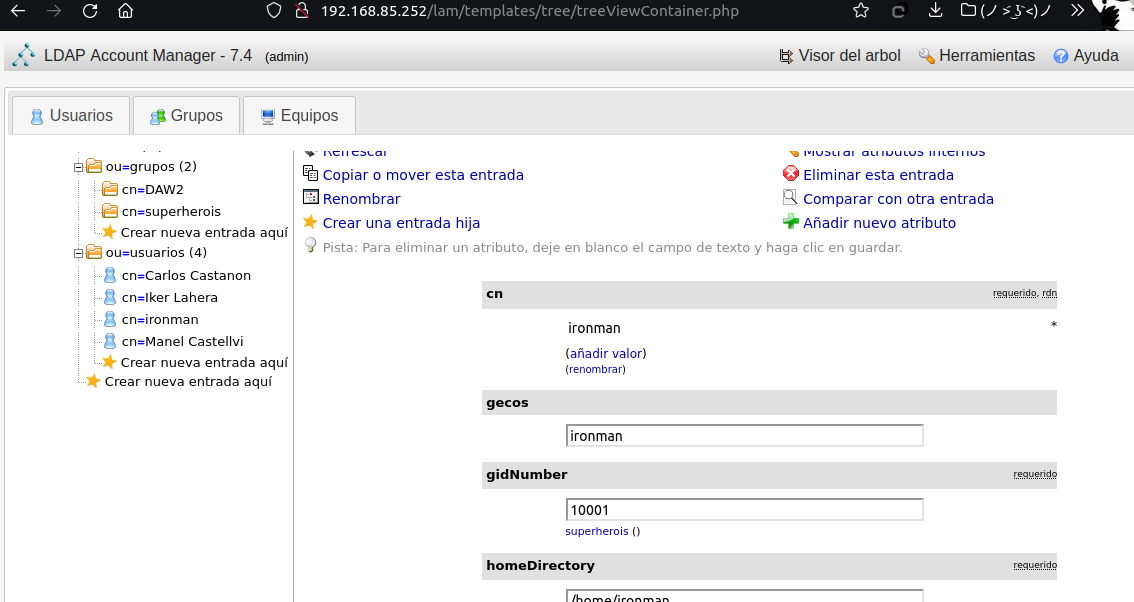 192.168.85.252/lam/templates/tree/treeViewContainer.php
LDAP Account Manager - 7.4 (admin)
Visor del arbol
Herramientas
Ayuda
Usuarios
Grupos
Equipos
ou=grupos (2)
cn=DAW2
cn=superherois
Crear nueva entrada aquí
ou=usuarios (4)
cn=Carlos Castanon
cn=Iker Lahera
cn=ironman
cn=Manel Castellvi
Crear nueva entrada aquí
Crear nueva entrada aquí
Refrescar
Mostrar atributos internos
Copiar o mover esta entrada
Eliminar esta entrada
Renombrar
Comparar con otra entrada
Crear una entrada hija
Añadir nuevo atributo
Pista: Para eliminar un atributo, deje en blanco el campo de texto y haga clic en guardar.
cn
requerido, rdn
ironman
*
(añadir valor)
(renombrar)
gecos
ironman
gidNumber
requerido
10001
superherois ()
homeDirectory
requerido
/home/ironman